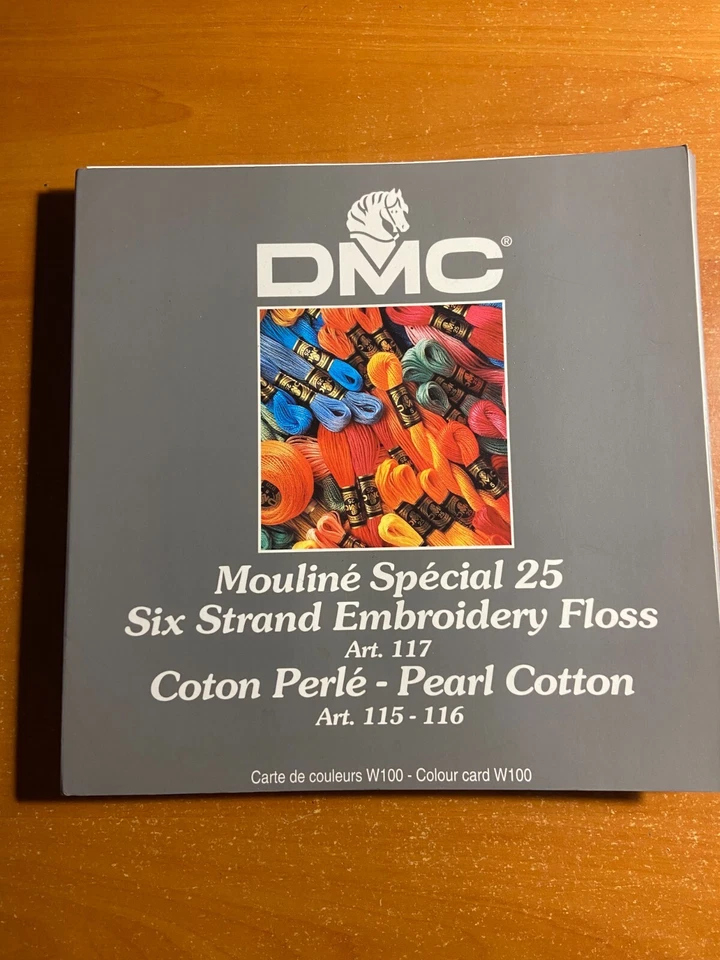 DMC®
Mouliné Spécial 25
Six Strand Embroidery Floss
Art. 117
Coton Perlé - Pearl Cotton
Art. 115 - 116
Carte de couleurs W100 - Colour card W100